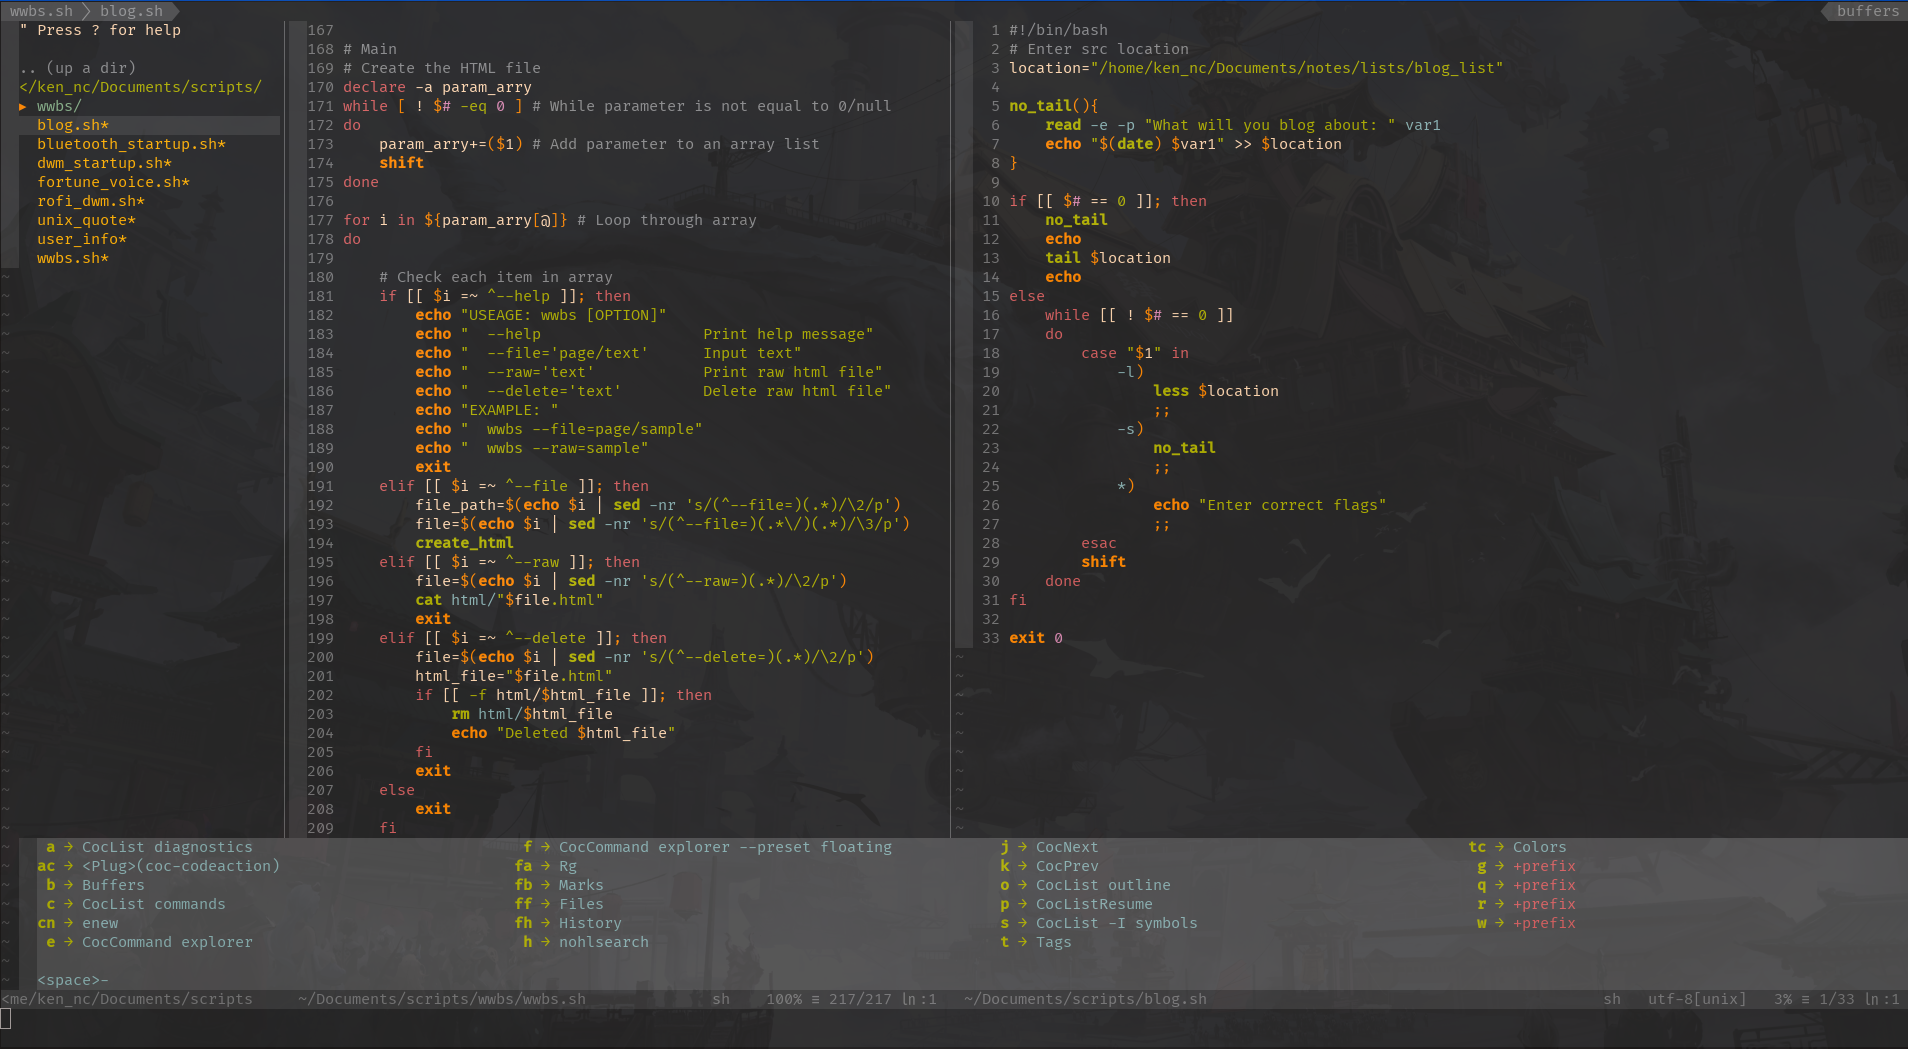 wwbs.sh blog.sh buffers
" Press ? for help
.. (up a dir)
</ken_nc/Documents/scripts/
▸ wwbs/
blog.sh*
bluetooth_startup.sh*
dwm_startup.sh*
fortune_voice.sh*
rofi_dwm.sh*
unix_quote*
user_info*
wwbs.sh*
167
168 # Main
169 # Create the HTML file
170 declare -a param_arry
171 while [ ! $# -eq 0 ] # While parameter is not equal to 0/null
172 do
173     param_arry+=($1) # Add parameter to an array list
174     shift
175 done
176
177 for i in ${param_arry[@]} # Loop through array
178 do
179
180     # Check each item in array
181     if [[ $i =~ ^--help ]]; then
182         echo "USEAGE: wwbs [OPTION]"
183         echo "  --help                  Print help message"
184         echo "  --file='page/text'      Input text"
185         echo "  --raw='text'            Print raw html file"
186         echo "  --delete='text'         Delete raw html file"
187         echo "EXAMPLE: "
188         echo "  wwbs --file=page/sample"
189         echo "  wwbs --raw=sample"
190         exit
191     elif [[ $i =~ ^--file ]]; then
192         file_path=$(echo $i | sed -nr 's/(^--file=)(.*)/\2/p')
193         file=$(echo $i | sed -nr 's/(^--file=)(.*\/)(.*)/\3/p')
194         create_html
195     elif [[ $i =~ ^--raw ]]; then
196         file=$(echo $i | sed -nr 's/(^--raw=)(.*)/\2/p')
197         cat html/"$file.html"
198         exit
199     elif [[ $i =~ ^--delete ]]; then
200         file=$(echo $i | sed -nr 's/(^--delete=)(.*)/\2/p')
201         html_file="$file.html"
202         if [[ -f html/$html_file ]]; then
203             rm html/$html_file
204             echo "Deleted $html_file"
205         fi
206         exit
207     else
208         exit
209     fi
1 #!/bin/bash
2 # Enter src location
3 location="/home/ken_nc/Documents/notes/lists/blog_list"
4
5 no_tail(){
6     read -e -p "What will you blog about: " var1
7     echo "$(date) $var1" >> $location
8 }
9
10 if [[ $# == 0 ]]; then
11     no_tail
12     echo
13     tail $location
14     echo
15 else
16     while [[ ! $# == 0 ]]
17     do
18         case "$1" in
19             -l)
20                 less $location
21                 ;;
22             -s)
23                 no_tail
24                 ;;
25             *)
26                 echo "Enter correct flags"
27                 ;;
28         esac
29         shift
30     done
31 fi
32
33 exit 0
a → CocList diagnostics
ac → <Plug>(coc-codeaction)
b → Buffers
c → CocList commands
cn → enew
e → CocCommand explorer
f → CocCommand explorer --preset floating
fa → Rg
fb → Marks
ff → Files
fh → History
h → nohlsearch
j → CocNext
k → CocPrev
o → CocList outline
p → CocListResume
s → CocList -I symbols
t → Tags
tc → Colors
g → +prefix
q → +prefix
r → +prefix
w → +prefix
<space>-
<me/ken_nc/Documents/scripts ~/Documents/scripts/wwbs/wwbs.sh sh 100% ≡ 217/217 ln:1 ~/Documents/scripts/blog.sh sh utf-8[unix] 3% ≡ 1/33 ln:1